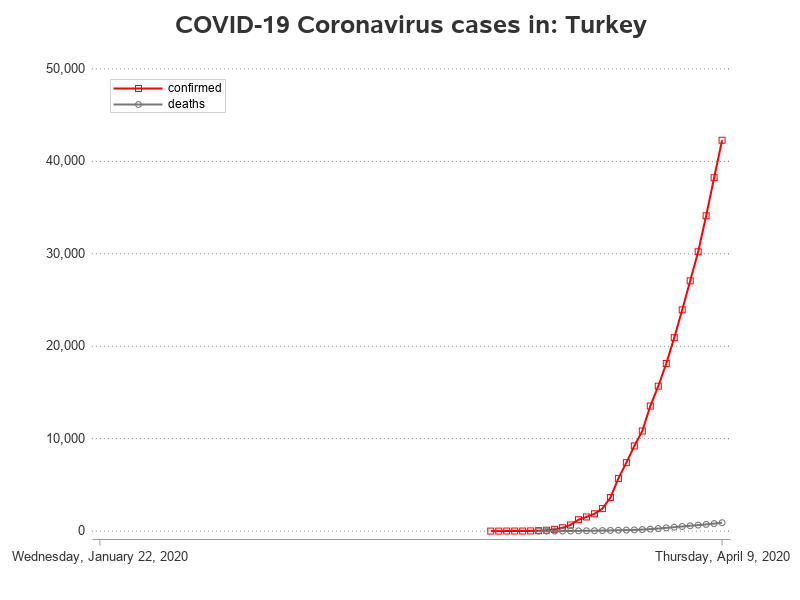 COVID-19 Coronavirus cases in: Turkey
50,000
confirmed
deaths
40,000
30,000
20,000
10,000
0
Wednesday, January 22, 2020
Thursday, April 9, 2020